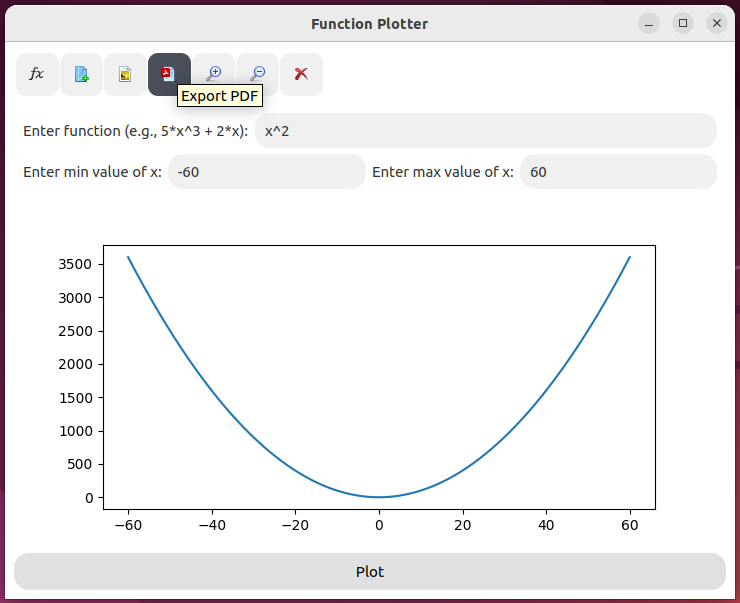 Function Plotter
fx
Export PDF
Enter function (e.g., 5*x^3 + 2*x): x^2
Enter min value of x: -60 Enter max value of x: 60
3500
3000
2500
2000
1500
1000
500
0
−60 −40 −20 0 20 40 60
Plot